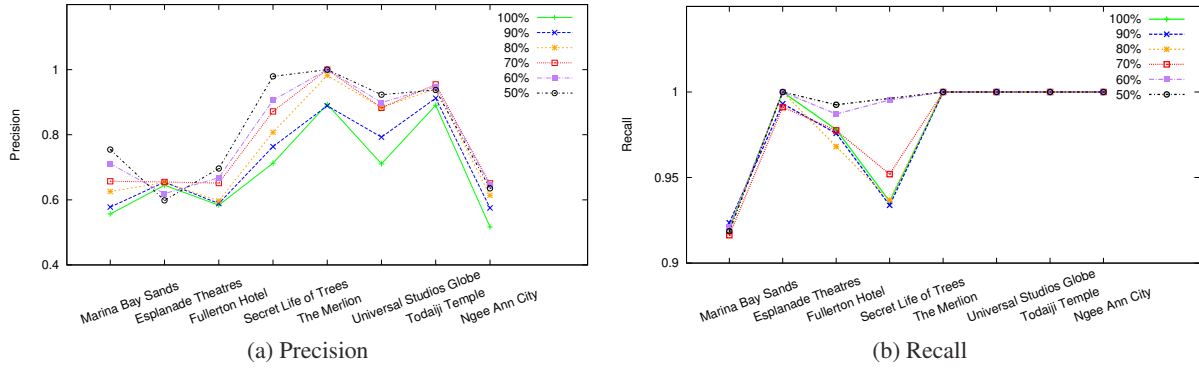 Precision
1
0.8
0.6
0.4
100%
90%
80%
70%
60%
50%
Marina Bay Sands
Esplanade Theatres
Fullerton Hotel
Secret Life of Trees
The Merlion
Universal Studios Globe
Todaiji Temple
Ngee Ann City
(a) Precision
Recall
1
0.95
0.9
100%
90%
80%
70%
60%
50%
Marina Bay Sands
Esplanade Theatres
Fullerton Hotel
Secret Life of Trees
The Merlion
Universal Studios Globe
Todaiji Temple
Ngee Ann City
(b) Recall